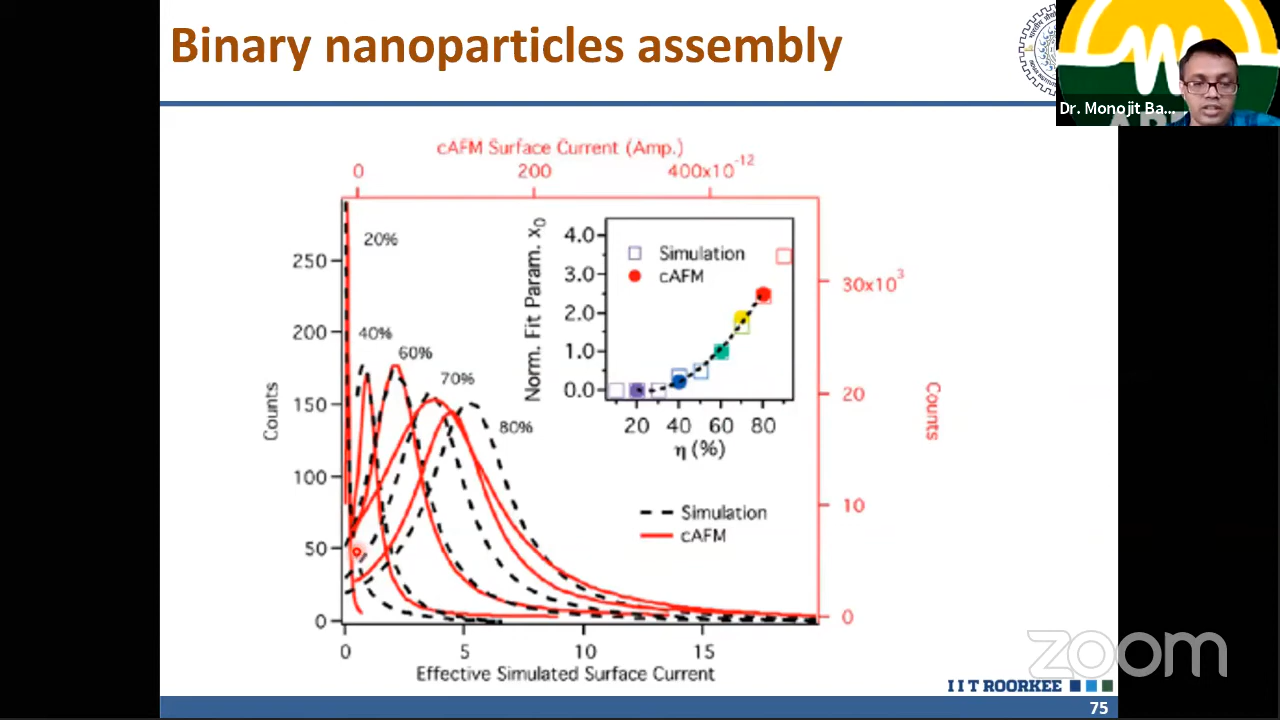 Binary nanoparticles assembly
Dr. Monojit Ba...
cAFM Surface Current (Amp.)
0 200 400x10-12
20%
40%
60%
70%
80%
250
200
150
100
50
0
Counts
Norm. Fit Param. x0
4.0
3.0
2.0
1.0
0.0
Simulation
cAFM
20 40 60 80
η (%)
Simulation
cAFM
30x10³
20
10
0
Counts
0 5 10 15
Effective Simulated Surface Current
zoom
I I T ROORKEE
75